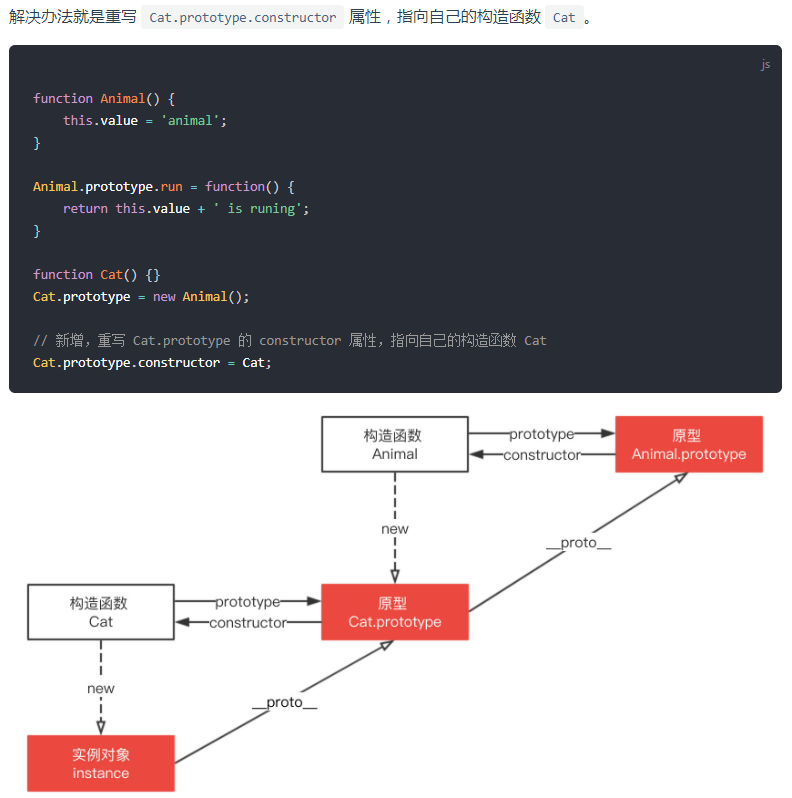 解决办法就是重写 Cat.prototype.constructor 属性，指向自己的构造函数 Cat 。
js
function Animal() {
    this.value = 'animal';
}
Animal.prototype.run = function() {
    return this.value + ' is runing';
}
function Cat() {}
Cat.prototype = new Animal();
// 新增，重写 Cat.prototype 的 constructor 属性，指向自己的构造函数 Cat
Cat.prototype.constructor = Cat;
构造函数
Animal
prototype
constructor
原型
Animal.prototype
new
__proto__
构造函数
Cat
prototype
constructor
原型
Cat.prototype
new
__proto__
实例对象
instance